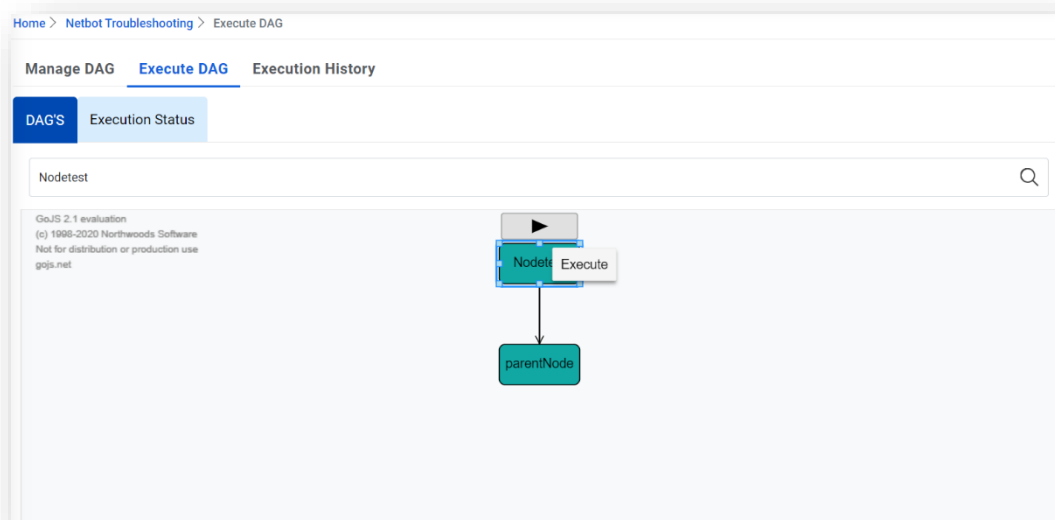 Home > Netbot Troubleshooting > Execute DAG
Manage DAG Execute DAG Execution History
DAG'S Execution Status
Nodetest
GoJS 2.1 evaluation
(c) 1998-2020 Northwoods Software
Not for distribution or production use
gojs.net
Nodete Execute
parentNode